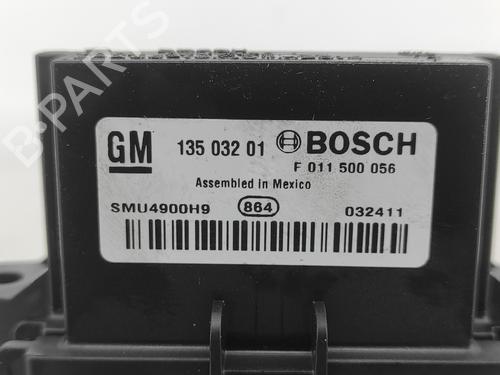 B-PARTS
GM 135 032 01 BOSCH
F 011 500 056
Assembled in Mexico
SMU4900H9 864 032411